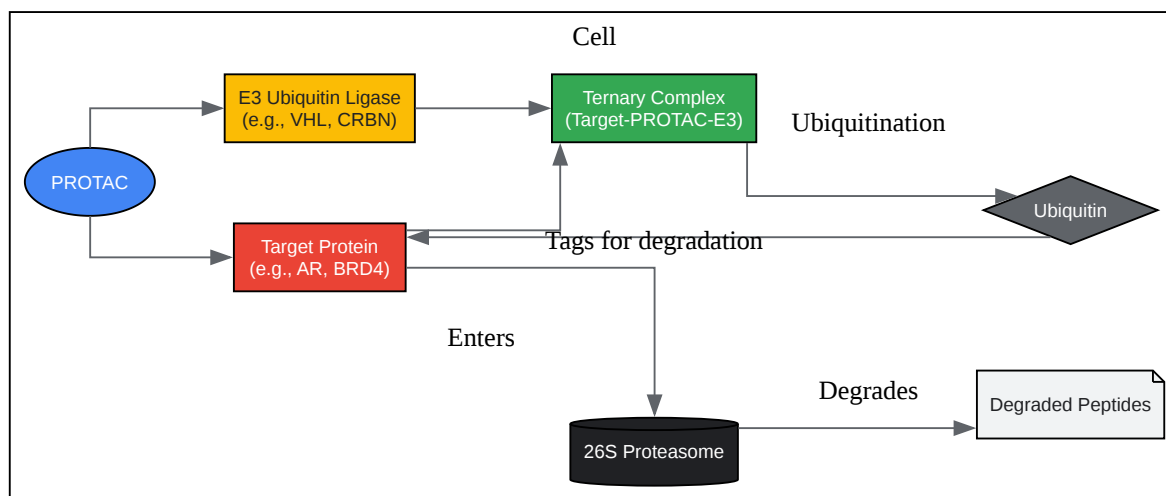 Cell
E3 Ubiquitin Ligase
(e.g., VHL, CRBN)
Ternary Complex
(Target-PROTAC-E3)
Ubiquitination
PROTAC
Ubiquitin
Target Protein
(e.g., AR, BRD4)
Tags for degradation
Enters
Degrades
Degraded Peptides
26S Proteasome